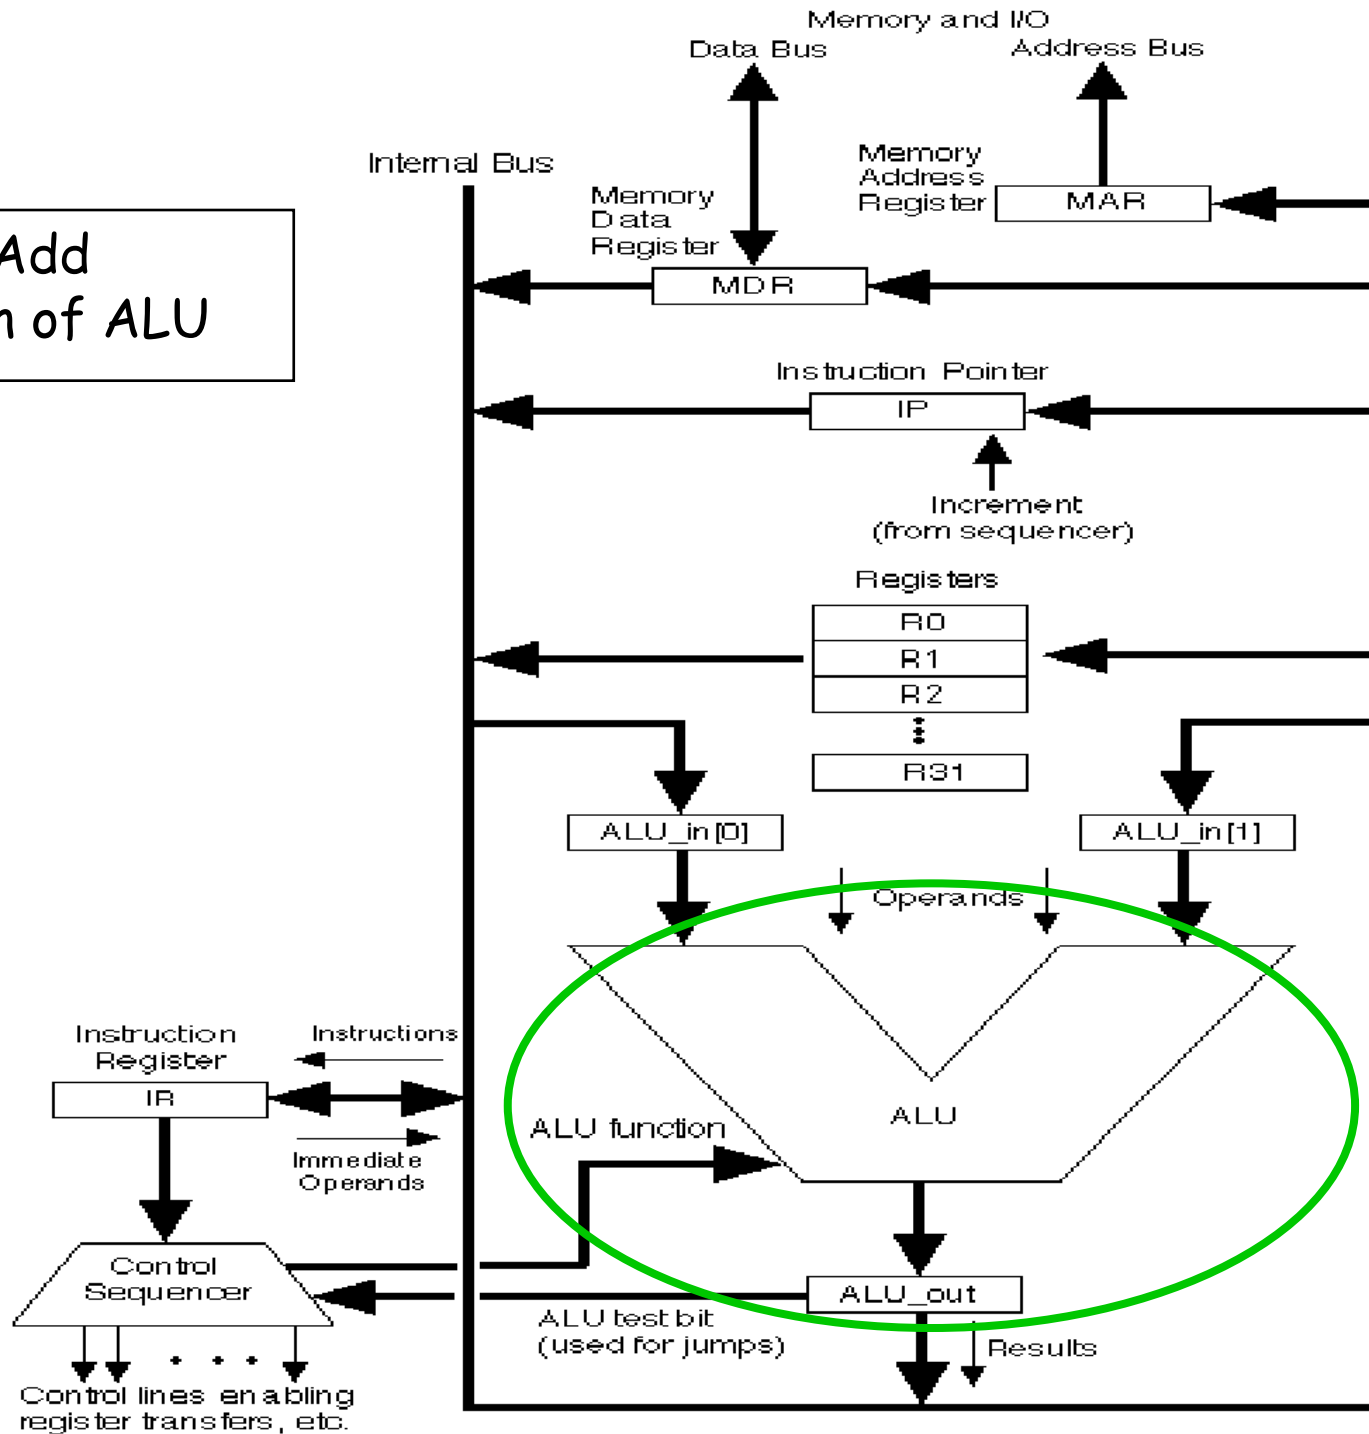 Memory and I/O
Data Bus
Address Bus
Internal Bus
Memory
Address
Register
MAR
Memory
Data
Register
MDR
Add
of ALU
Instruction Pointer
IP
Increment
(from sequencer)
Registers
R0
R1
R2
R31
ALU_in[0]
ALU_in[1]
Operands
Instruction
Register
Instructions
IR
Immediate
Operands
ALU function
ALU
Control
Sequencer
ALU_out
ALU test bit
(used for jumps)
Results
Control lines enabling
register transfers, etc.